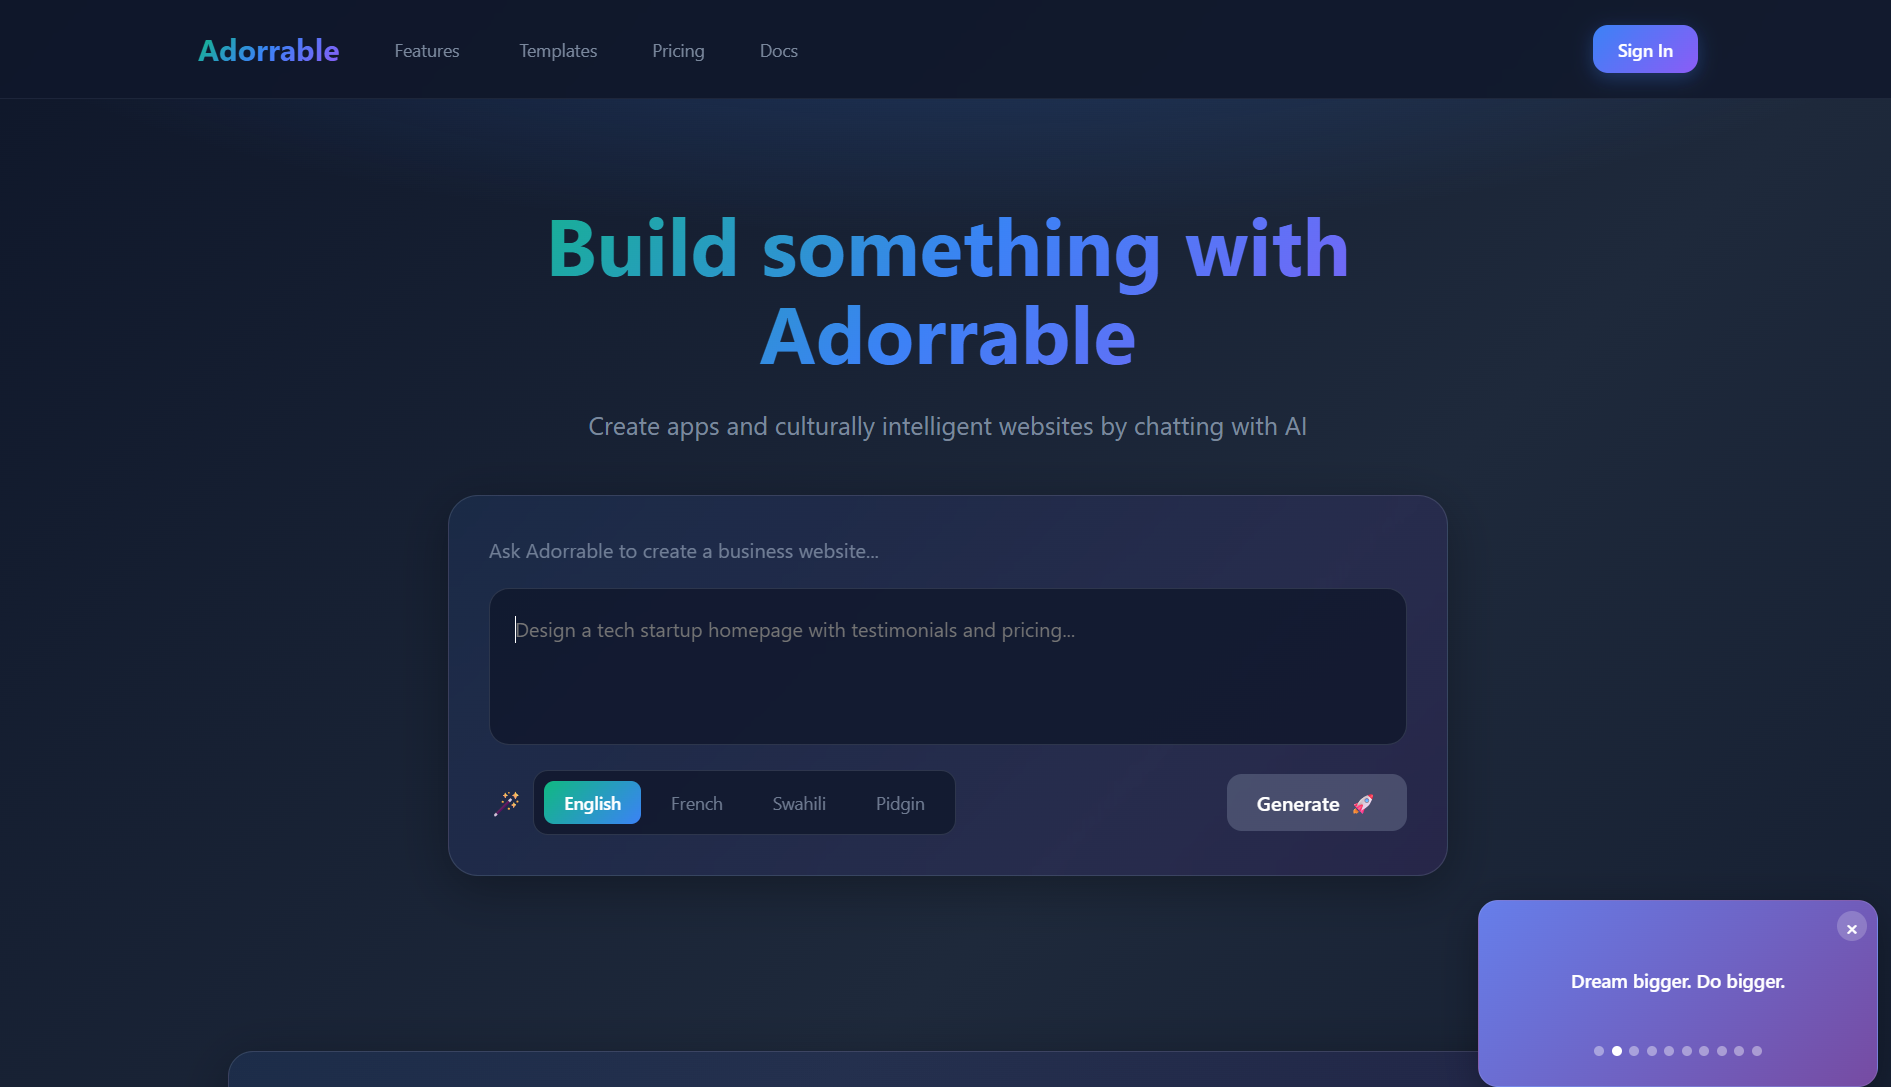 Adorrable
Features
Templates
Pricing
Docs
Sign In
Build something with
Adorrable
Create apps and culturally intelligent websites by chatting with AI
Ask Adorrable to create a business website...
Design a tech startup homepage with testimonials and pricing...
English
French
Swahili
Pidgin
Generate 🚀
×
Dream bigger. Do bigger.